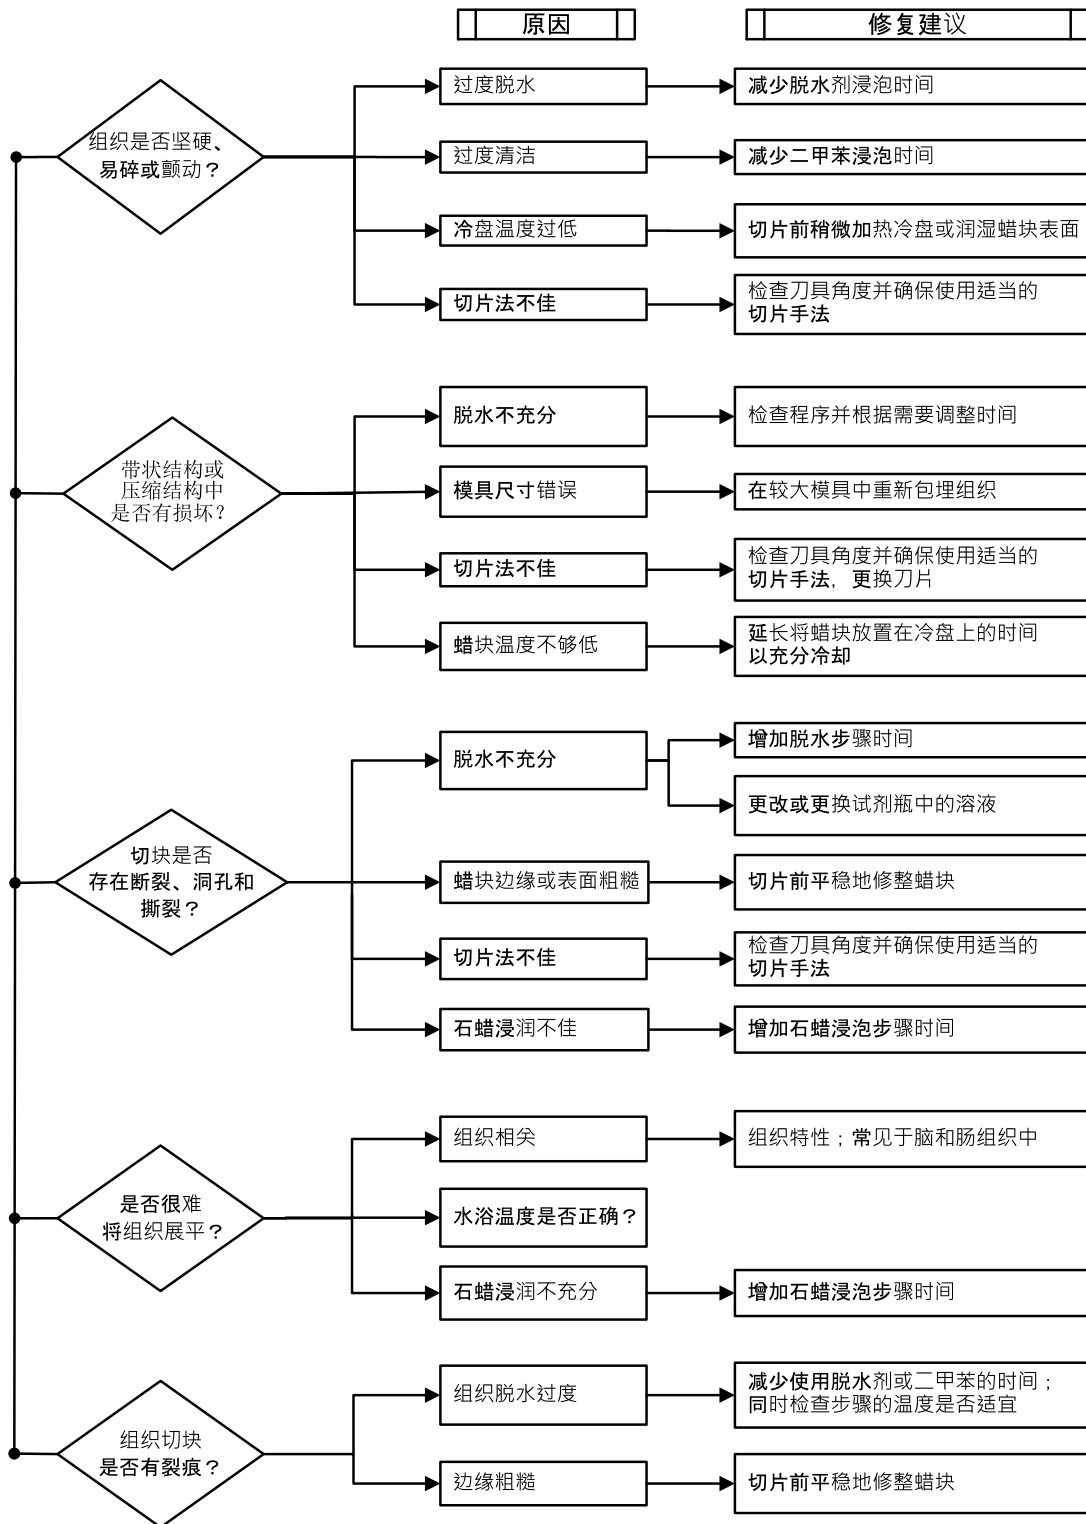 原因
修复建议
组织是否坚硬、
易碎或颤动？
过度脱水
减少脱水剂浸泡时间
过度清洁
减少二甲苯浸泡时间
冷盘温度过低
切片前稍微加热冷盘或润湿蜡块表面
切片法不佳
检查刀具角度并确保使用适当的
切片手法
带状结构或
压缩结构中
是否有损坏？
脱水不充分
检查程序并根据需要调整时间
模具尺寸错误
在较大模具中重新包埋组织
切片法不佳
检查刀具角度并确保使用适当的
切片手法，更换刀片
蜡块温度不够低
延长将蜡块放置在冷盘上的时间
以充分冷却
切块是否
存在断裂、洞孔和
撕裂？
脱水不充分
增加脱水步骤时间
更改或更换试剂瓶中的溶液
蜡块边缘或表面粗糙
切片前平稳地修整蜡块
切片法不佳
检查刀具角度并确保使用适当的
切片手法
石蜡浸润不佳
增加石蜡浸泡步骤时间
是否很难
将组织展平？
组织相关
组织特性；常见于脑和肠组织中
水浴温度是否正确？
石蜡浸润不充分
增加石蜡浸泡步骤时间
组织切块
是否有裂痕？
组织脱水过度
减少使用脱水剂或二甲苯的时间；
同时检查步骤的温度是否适宜
边缘粗糙
切片前平稳地修整蜡块